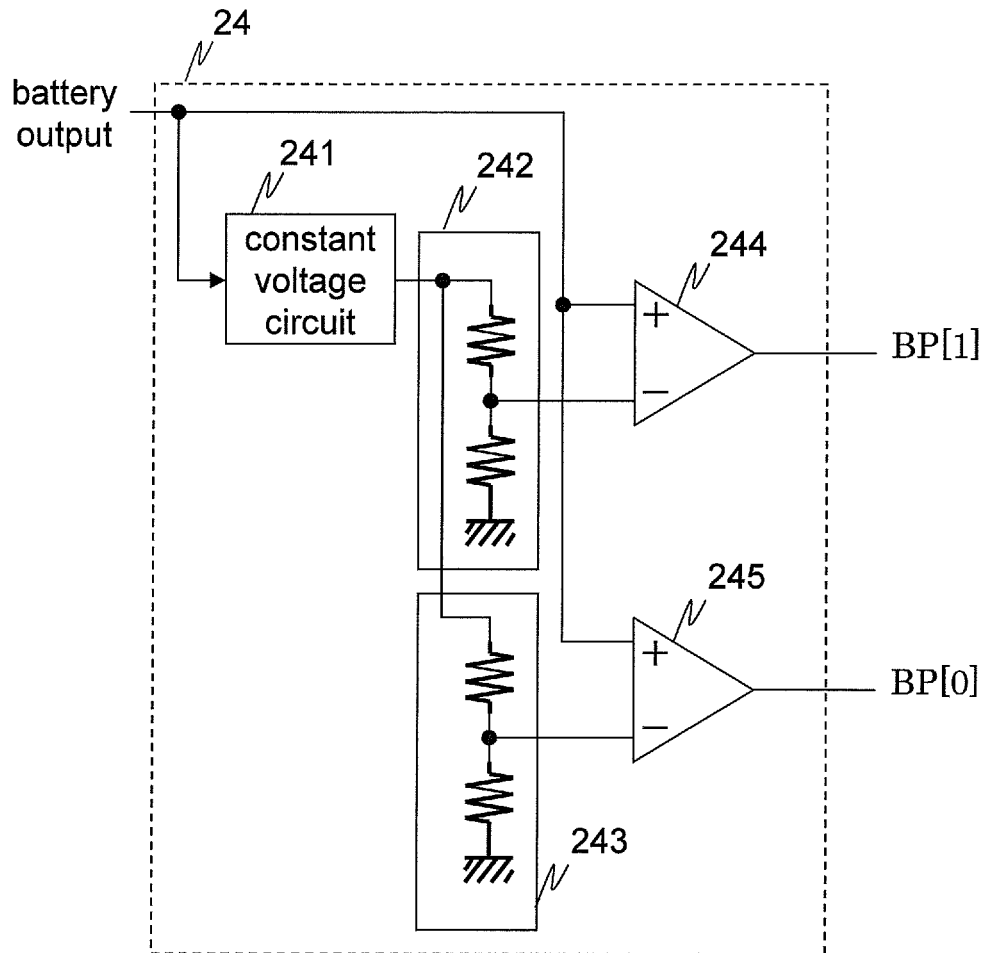 24
battery
output
241
242
constant
voltage
circuit
244
+
−
BP[1]
245
+
−
BP[0]
243